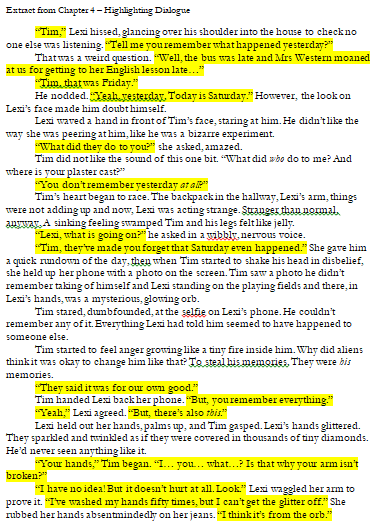 Extract from Chapter 4 – Highlighting Dialogue
“Tim,” Lexi hissed, glancing over his shoulder into the house to check no
one else was listening. “Tell me you remember what happened yesterday?”
That was a weird question. “Well, the bus was late and Mrs Western moaned
at us for getting to her English lesson late…”
“Tim, that was Friday.”
He nodded. “Yeah, yesterday, Today is Saturday.” However, the look on
Lexi’s face made him doubt himself.
Lexi waved a hand in front of Tim’s face, staring at him. He didn’t like the
way she was peering at him, like he was a bizarre experiment.
“What did they do to you?” she asked, amazed.
Tim did not like the sound of this one bit. “What did who do to me? And
where is your plaster cast?”
“You don’t remember yesterday at all?”
Tim’s heart began to race. The backpack in the hallway, Lexi’s arm, things
were not adding up and now, Lexi was acting strange. Stranger than normal,
anyway. A sinking feeling swamped Tim and his legs felt like jelly.
“Lexi, what is going on?” he asked in a wibbly, nervous voice.
“Tim, they’ve made you forget that Saturday even happened.” She gave him
a quick rundown of the day, then when Tim started to shake his head in disbelief,
she held up her phone with a photo on the screen. Tim saw a photo he didn’t
remember taking of himself and Lexi standing on the playing fields and there, in
Lexi’s hands, was a mysterious, glowing orb.
Tim stared, dumbfounded, at the selfie on Lexi’s phone. He couldn’t
remember any of it. Everything Lexi had told him seemed to have happened to
someone else.
Tim started to feel anger growing like a tiny fire inside him. Why did aliens
think it was okay to change him like that? To steal his memories. They were his
memories.
“They said it was for our own good.”
Tim handed Lexi back her phone. “But, you remember everything.”
“Yeah,” Lexi agreed. “But, there’s also this.”
Lexi held out her hands, palms up, and Tim gasped. Lexi’s hands glittered.
They sparkled and twinkled as if they were covered in thousands of tiny diamonds.
He’d never seen anything like it.
“Your hands,” Tim began. “I… you… what…? Is that why your arm isn’t
broken?”
“I have no idea! But it doesn’t hurt at all. Look.” Lexi waggled her arm to
prove it. “I’ve washed my hands fifty times, but I can’t get the glitter off.” She
rubbed her hands absentmindedly on her jeans. “I think it’s from the orb.”